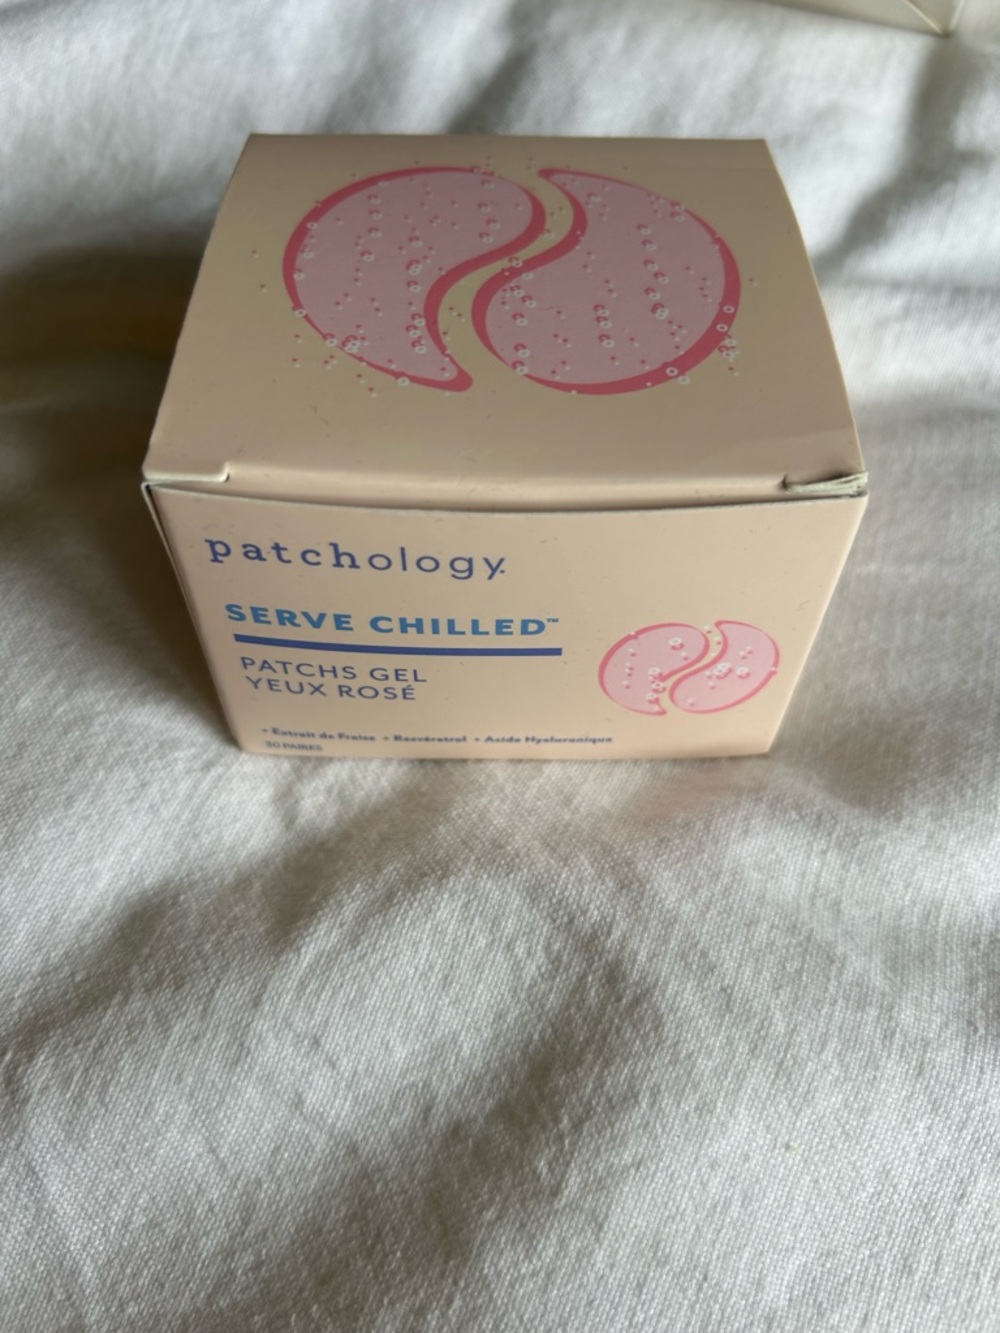 patchology.
SERVE CHILLED™
PATCHS GEL
YEUX ROSÉ
+ Extrait de Fraise + Resvératrol + Acide Hyaluronique
30 PAIRES